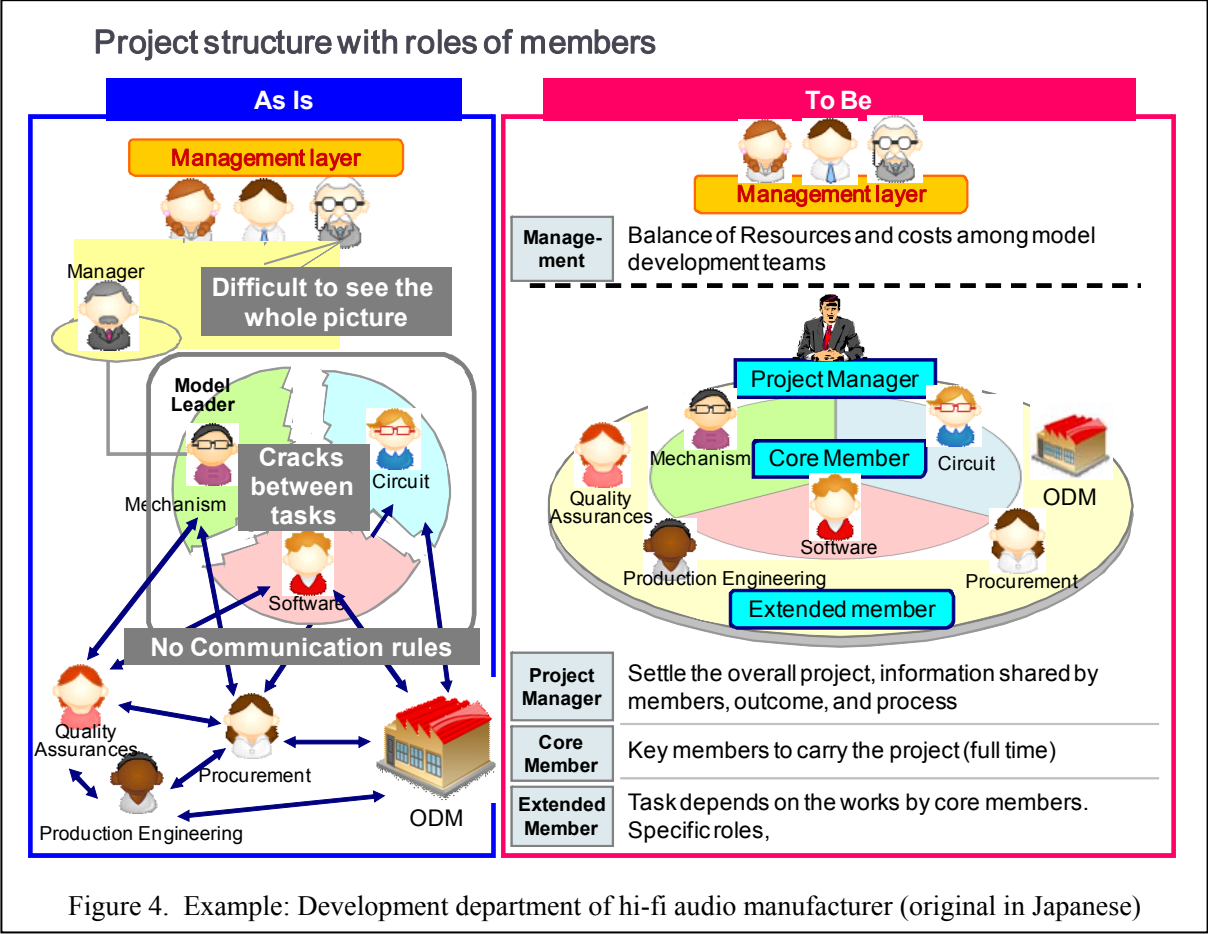 Project structure with roles of members
As Is
Management layer
Manager
Difficult to see the
whole picture
Model
Leader
Cracks
between
tasks
Mechanism
Circuit
Software
No Communication rules
Quality
Assurances
Procurement
Production Engineering
ODM
To Be
Management layer
Manage-
ment
Balance of Resources and costs among model
development teams
Project Manager
Mechanism
Core Member
Circuit
Quality
Assurances
ODM
Software
Production Engineering
Procurement
Extended member
Project
Manager
Settle the overall project, information shared by
members, outcome, and process
Core
Member
Key members to carry the project (full time)
Extended
Member
Task depends on the works by core members.
Specific roles,
Figure 4. Example: Development department of hi-fi audio manufacturer (original in Japanese)